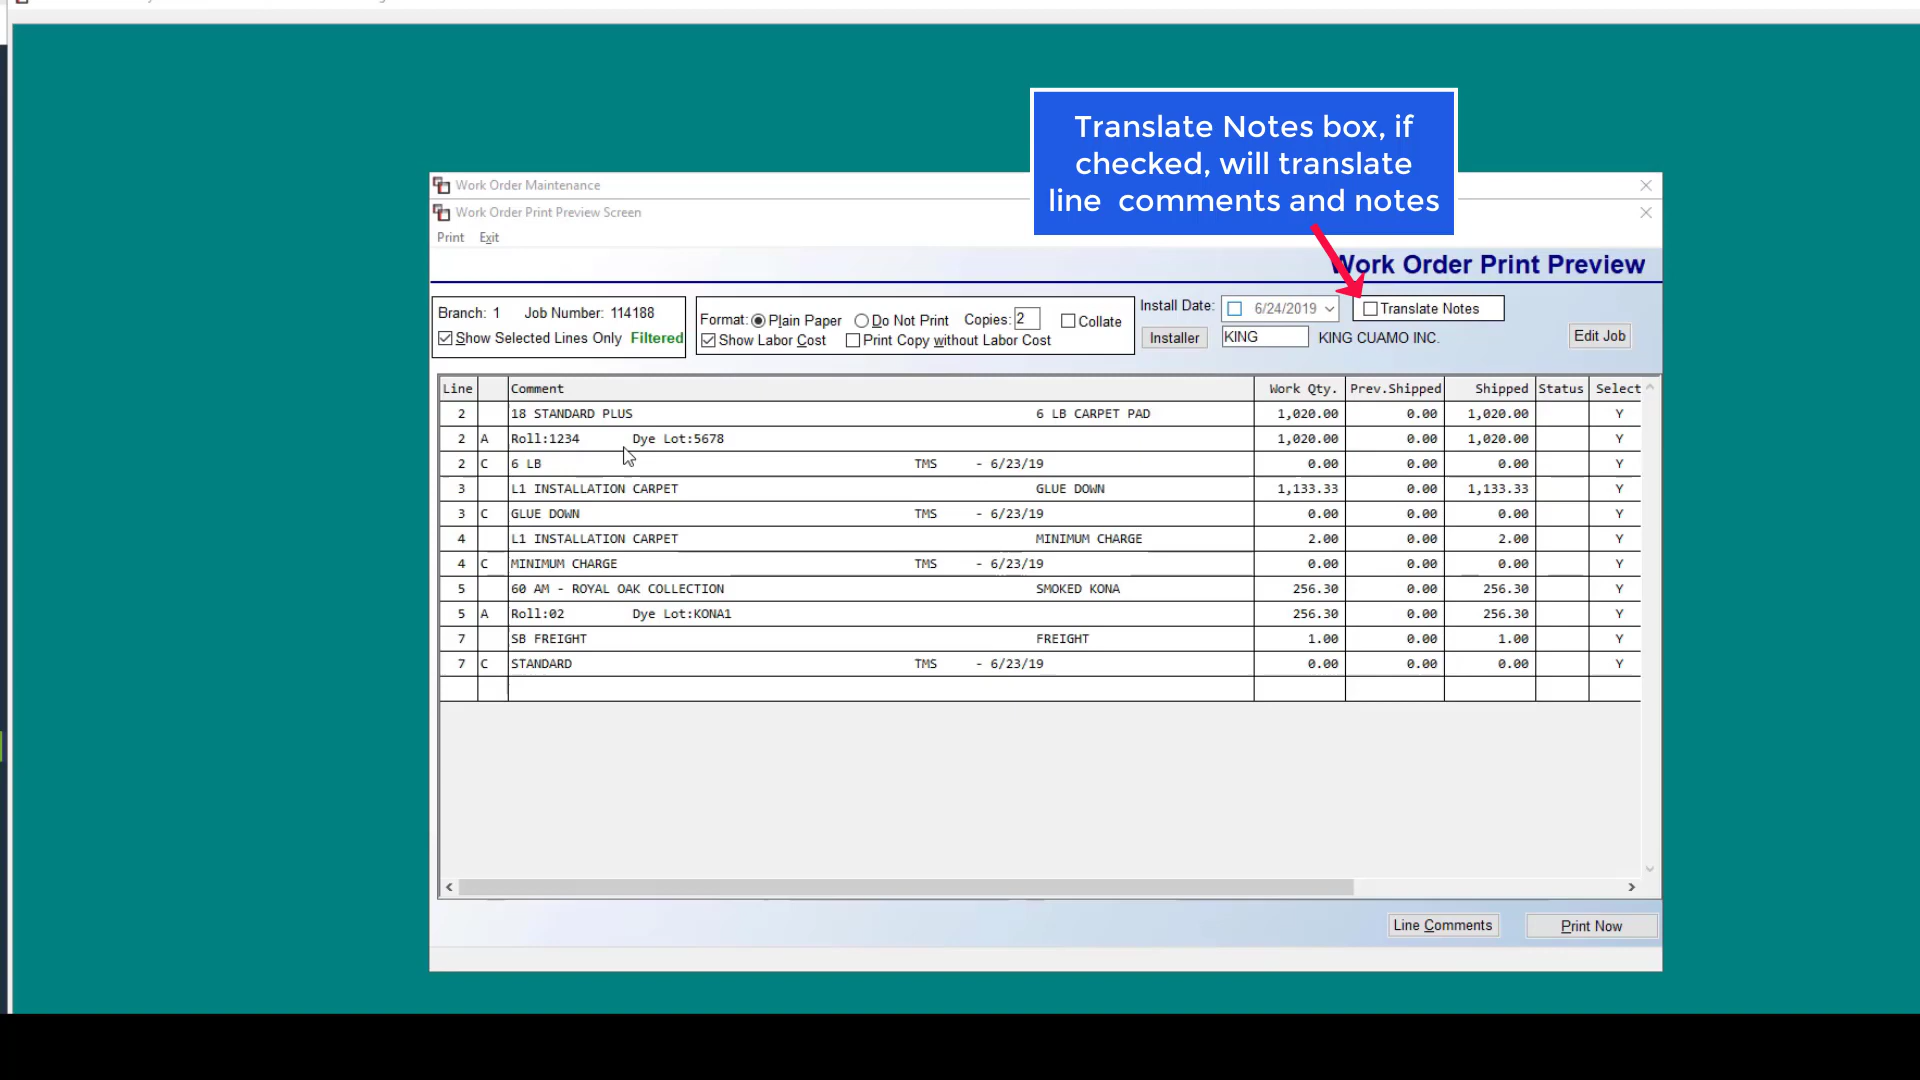 Translate Notes box, if
checked, will translate
line comments and notes
Work Order Maintenance
Work Order Print Preview Screen
Print Exit
Work Order Print Preview
Branch: 1 Job Number: 114188
Show Selected Lines Only Filtered
Format: Plain Paper Do Not Print Copies: 2 Collate
Show Labor Cost Print Copy without Labor Cost
Install Date: 6/24/2019 Translate Notes
Installer KING KING CUAMO INC. Edit Job
Line Comment Work Qty. Prev.Shipped Shipped Status Select
2 18 STANDARD PLUS 6 LB CARPET PAD 1,020.00 0.00 1,020.00 Y
2 A Roll:1234 Dye Lot:5678 1,020.00 0.00 1,020.00 Y
2 C 6 LB TMS - 6/23/19 0.00 0.00 0.00 Y
3 L1 INSTALLATION CARPET GLUE DOWN 1,133.33 0.00 1,133.33 Y
3 C GLUE DOWN TMS - 6/23/19 0.00 0.00 0.00 Y
4 L1 INSTALLATION CARPET MINIMUM CHARGE 2.00 0.00 2.00 Y
4 C MINIMUM CHARGE TMS - 6/23/19 0.00 0.00 0.00 Y
5 60 AM - ROYAL OAK COLLECTION SMOKED KONA 256.30 0.00 256.30 Y
5 A Roll:02 Dye Lot:KONA1 256.30 0.00 256.30 Y
7 SB FREIGHT FREIGHT 1.00 0.00 1.00 Y
7 C STANDARD TMS - 6/23/19 0.00 0.00 0.00 Y
Line Comments Print Now